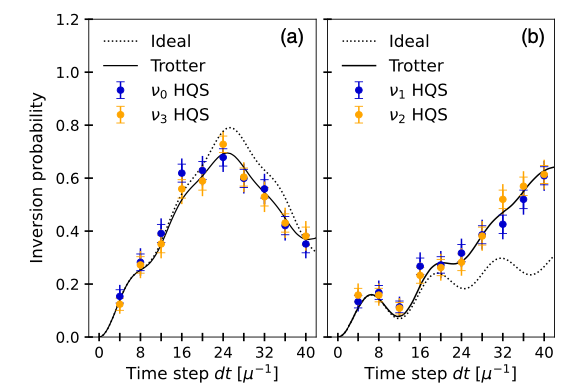 (a)
Ideal
Trotter
ν0 HQS
ν3 HQS
(b)
Ideal
Trotter
ν1 HQS
ν2 HQS
Inversion probability
1.2
1.0
0.8
0.6
0.4
0.2
0.0
0 8 16 24 32 40
0 8 16 24 32 40
Time step dt [μ⁻¹]
Time step dt [μ⁻¹]